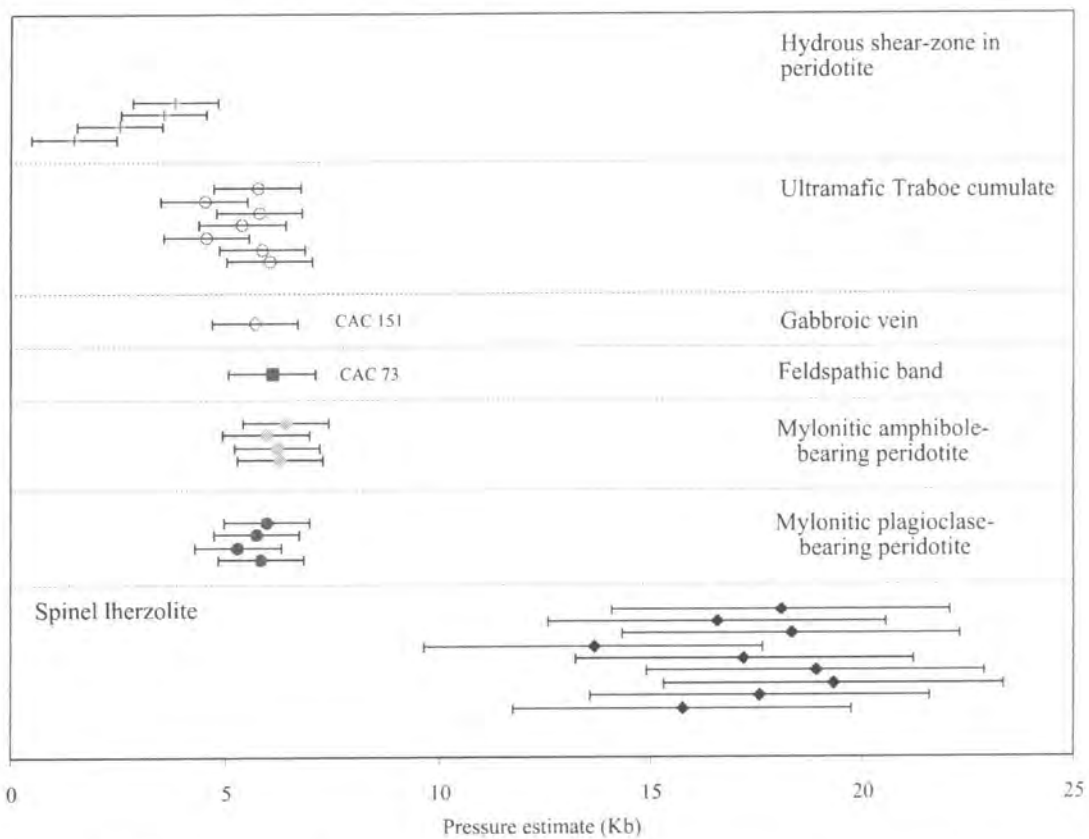 Hydrous shear-zone in
peridotite
Ultramafic Traboe cumulate
CAC 151
Gabbroic vein
CAC 73
Feldspathic band
Mylonitic amphibole-
bearing peridotite
Mylonitic plagioclase-
bearing peridotite
Spinel lherzolite
0 5 10 15 20 25
Pressure estimate (Kb)